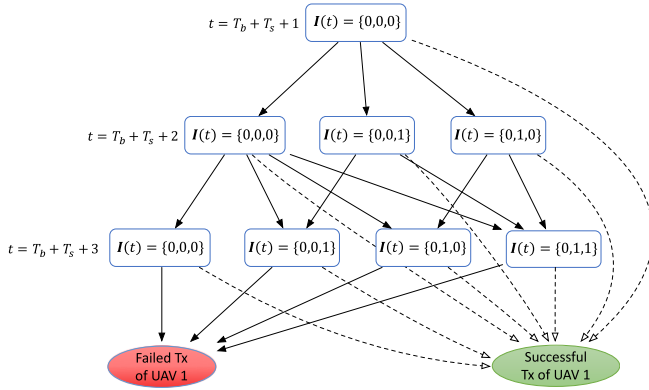 t = T_b + T_s + 1
I(t) = {0,0,0}
t = T_b + T_s + 2
I(t) = {0,0,0}
I(t) = {0,0,1}
I(t) = {0,1,0}
t = T_b + T_s + 3
I(t) = {0,0,0}
I(t) = {0,0,1}
I(t) = {0,1,0}
I(t) = {0,1,1}
Failed Tx
of UAV 1
Successful
Tx of UAV 1